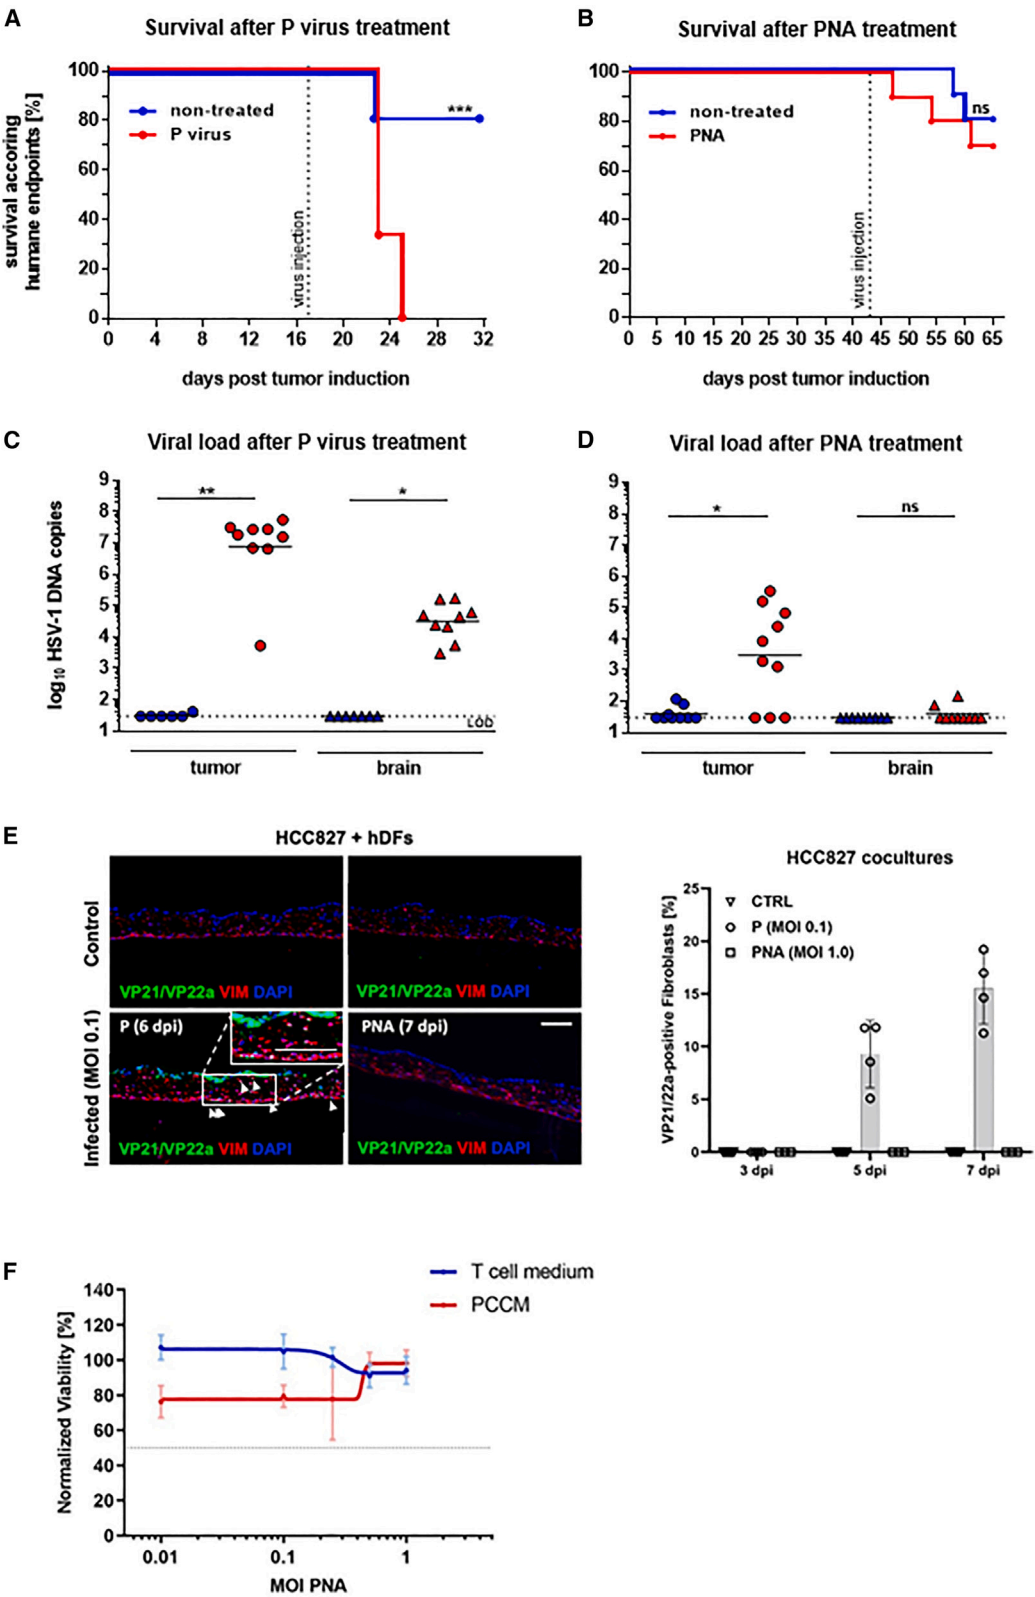 A
Survival after P virus treatment
survival accoring
humane endpoints [%]
100
80
60
40
20
0
non-treated
P virus
***
virus injection
0 4 8 12 16 20 24 28 32
days post tumor induction
B
Survival after PNA treatment
100
80
60
40
20
0
non-treated
PNA
ns
virus injection
0 5 10 15 20 25 30 35 40 45 50 55 60 65
days post tumor induction
C
Viral load after P virus treatment
log10 HSV-1 DNA copies
9
8
7
6
5
4
3
2
1
**
*
LOD
tumor
brain
D
Viral load after PNA treatment
9
8
7
6
5
4
3
2
1
*
ns
tumor
brain
E
HCC827 + hDFs
Control
VP21/VP22a VIM DAPI
VP21/VP22a VIM DAPI
Infected (MOI 0.1)
P (6 dpi)
VP21/VP22a VIM DAPI
PNA (7 dpi)
VP21/VP22a VIM DAPI
HCC827 cocultures
VP21/22a-positive Fibroblasts [%]
25
20
15
10
5
0
CTRL
P (MOI 0.1)
PNA (MOI 1.0)
3 dpi
5 dpi
7 dpi
F
T cell medium
PCCM
Normalized Viability [%]
140
120
100
80
60
40
20
0
0.01
0.1
1
MOI PNA